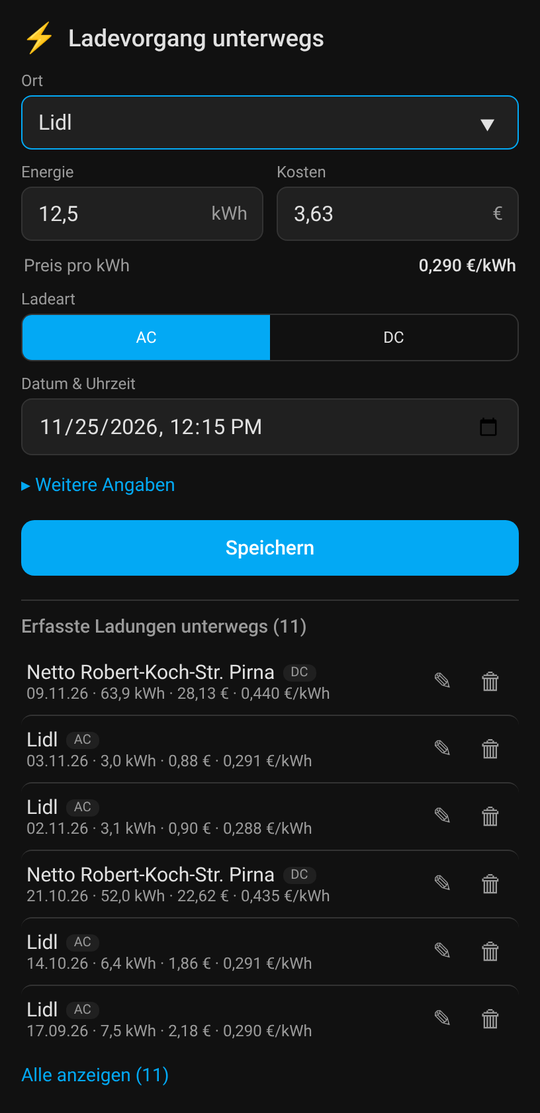 ⚡ Ladevorgang unterwegs
Ort
Lidl
Energie Kosten
12,5 kWh 3,63 €
Preis pro kWh 0,290 €/kWh
Ladeart
AC DC
Datum & Uhrzeit
11/25/2026, 12:15 PM
▸ Weitere Angaben
Speichern
Erfasste Ladungen unterwegs (11)
Netto Robert-Koch-Str. Pirna DC
09.11.26 · 63,9 kWh · 28,13 € · 0,440 €/kWh
Lidl AC
03.11.26 · 3,0 kWh · 0,88 € · 0,291 €/kWh
Lidl AC
02.11.26 · 3,1 kWh · 0,90 € · 0,288 €/kWh
Netto Robert-Koch-Str. Pirna DC
21.10.26 · 52,0 kWh · 22,62 € · 0,435 €/kWh
Lidl AC
14.10.26 · 6,4 kWh · 1,86 € · 0,291 €/kWh
Lidl AC
17.09.26 · 7,5 kWh · 2,18 € · 0,290 €/kWh
Alle anzeigen (11)